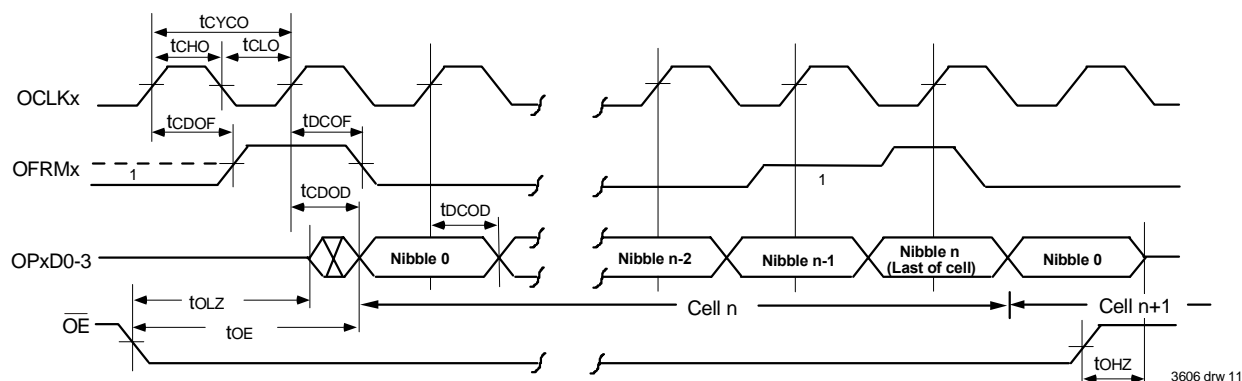 tCYCO
tCHO
tCLO
OCLKx
tCDOF
tDCOF
OFRMx
1
1
tCDOD
tDCOD
OPxD0-3
Nibble 0
Nibble n-2
Nibble n-1
Nibble n
(Last of cell)
Nibble 0
tOLZ
Cell n
Cell n+1
OE
tOE
tOHZ
3606 drw 11